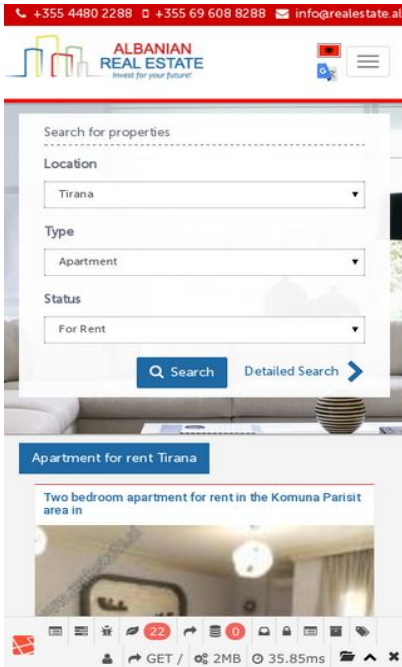 +355 4480 2288 +355 69 608 8288 info@realestate.al
ALBANIAN
REAL ESTATE
Invest for your future!
Search for properties
Location
Tirana
Type
Apartment
Status
For Rent
Search Detailed Search
Apartment for rent Tirana
Two bedroom apartment for rent in the Komuna Parisit
area in
22 0
GET / 2MB 35.85ms